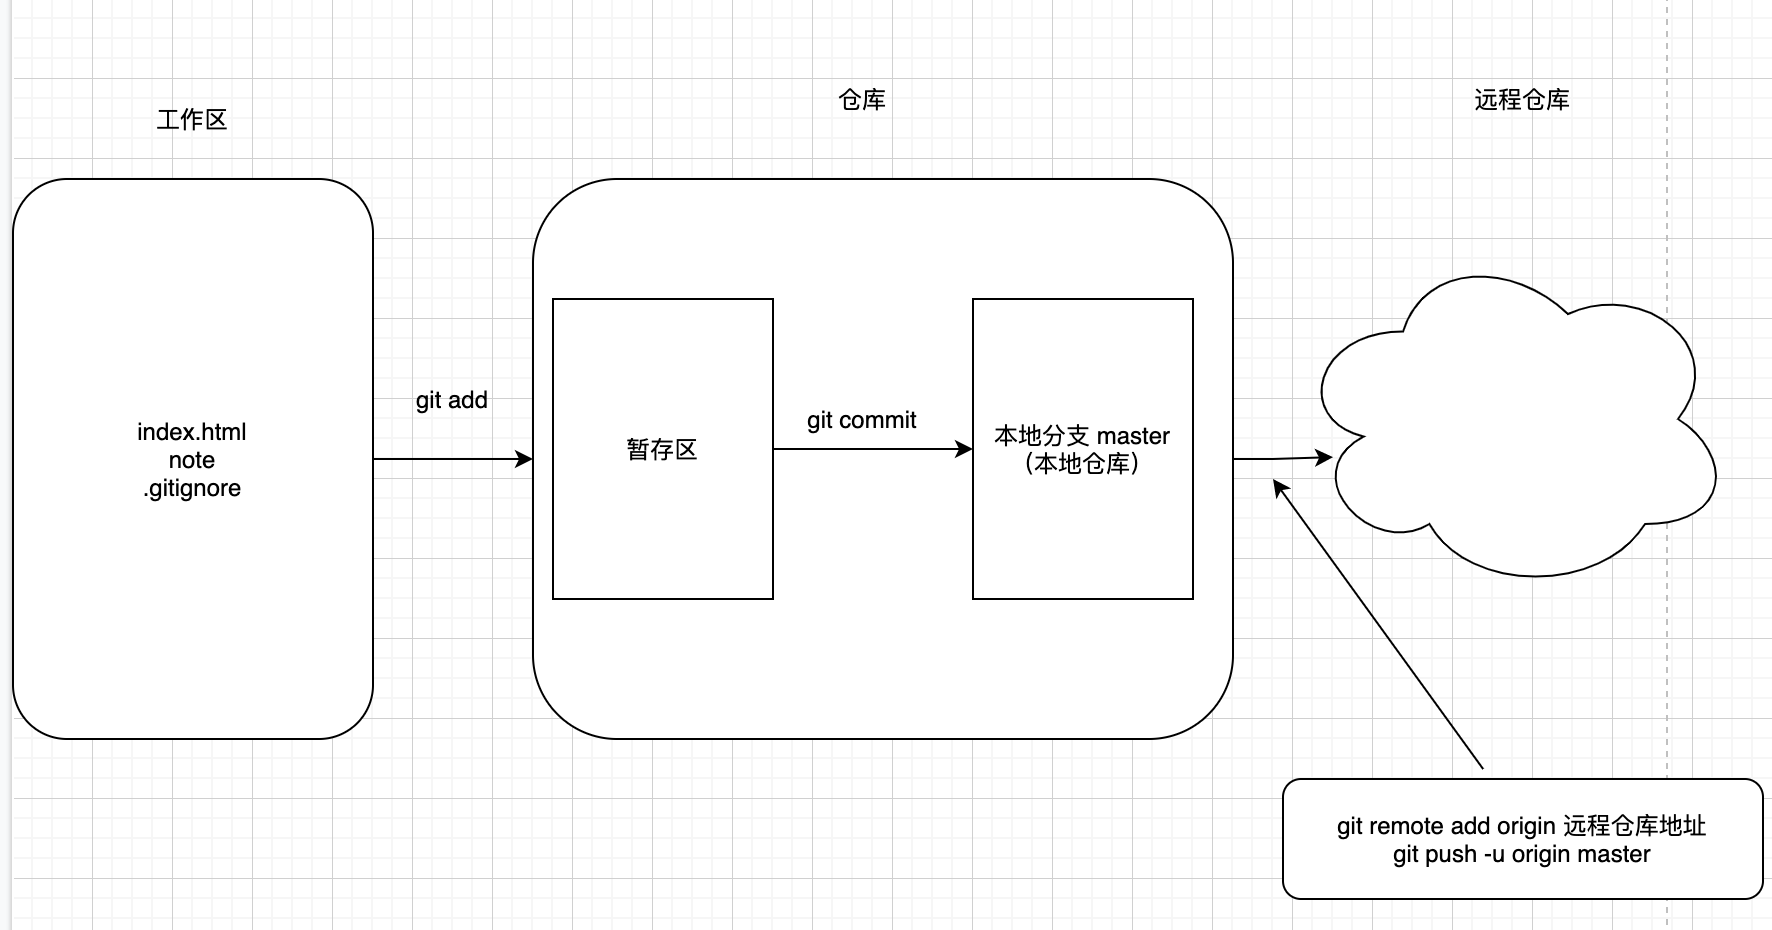 工作区
仓库
远程仓库
index.html
note
.gitignore
git add
暂存区
git commit
本地分支 master
（本地仓库）
git remote add origin 远程仓库地址
git push -u origin master